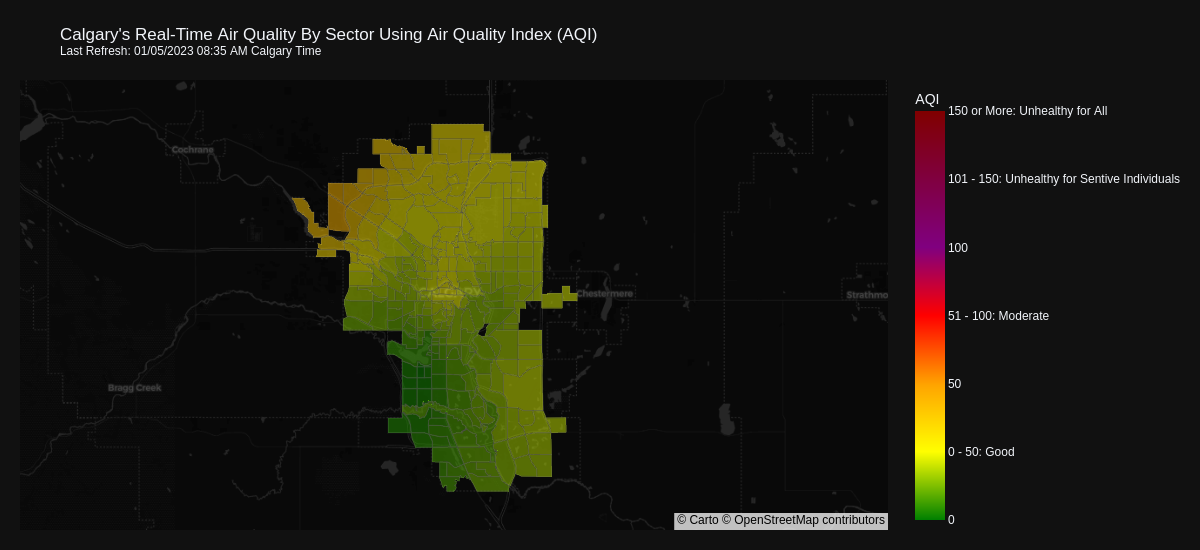 Calgary's Real-Time Air Quality By Sector Using Air Quality Index (AQI)
Last Refresh: 01/05/2023 08:35 AM Calgary Time
AQI
150 or More: Unhealthy for All
Cochrane
101 - 150: Unhealthy for Sentive Individuals
100
Chestermere
Strathmo
51 - 100: Moderate
Bragg Creek
50
0 - 50: Good
© Carto © OpenStreetMap contributors
0